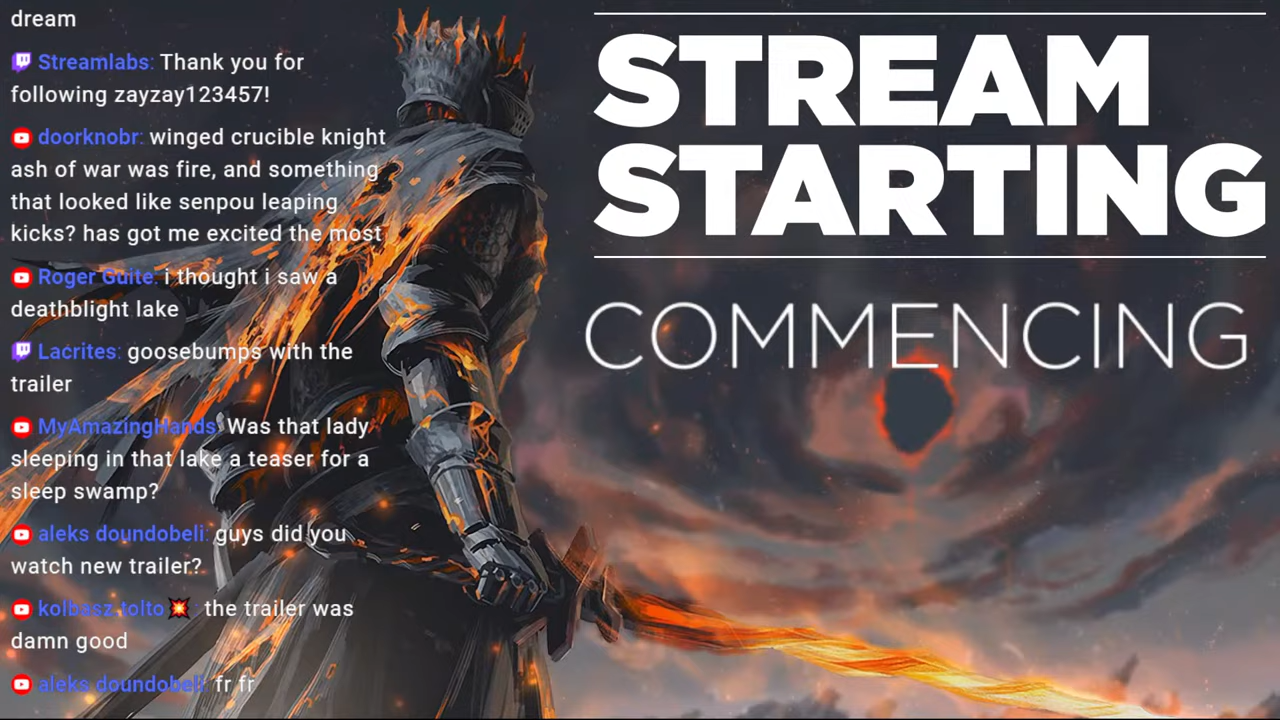 dream
Streamlabs: Thank you for
following zayzay123457!
doorknobr: winged crucible knight
ash of war was fire, and something
that looked like senpou leaping
kicks? has got me excited the most
Roger Guite: i thought i saw a
deathblight lake
Lacrites: goosebumps with the
trailer
MyAmazingHands: Was that lady
sleeping in that lake a teaser for a
sleep swamp?
aleks doundobeli: guys did you
watch new trailer?
kolbasz tolto💥: the trailer was
damn good
aleks doundobeli: fr fr
STREAM
STARTING
COMMENCING